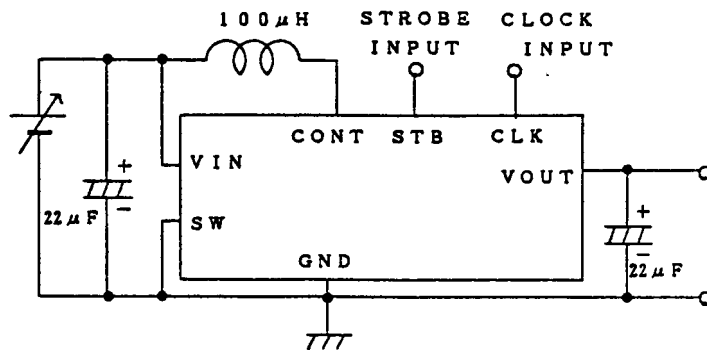 100μH
STROBE INPUT
CLOCK INPUT
CONT STB CLK
VIN
VOUT
+
22μF
-
SW
GND
+
-
22μF